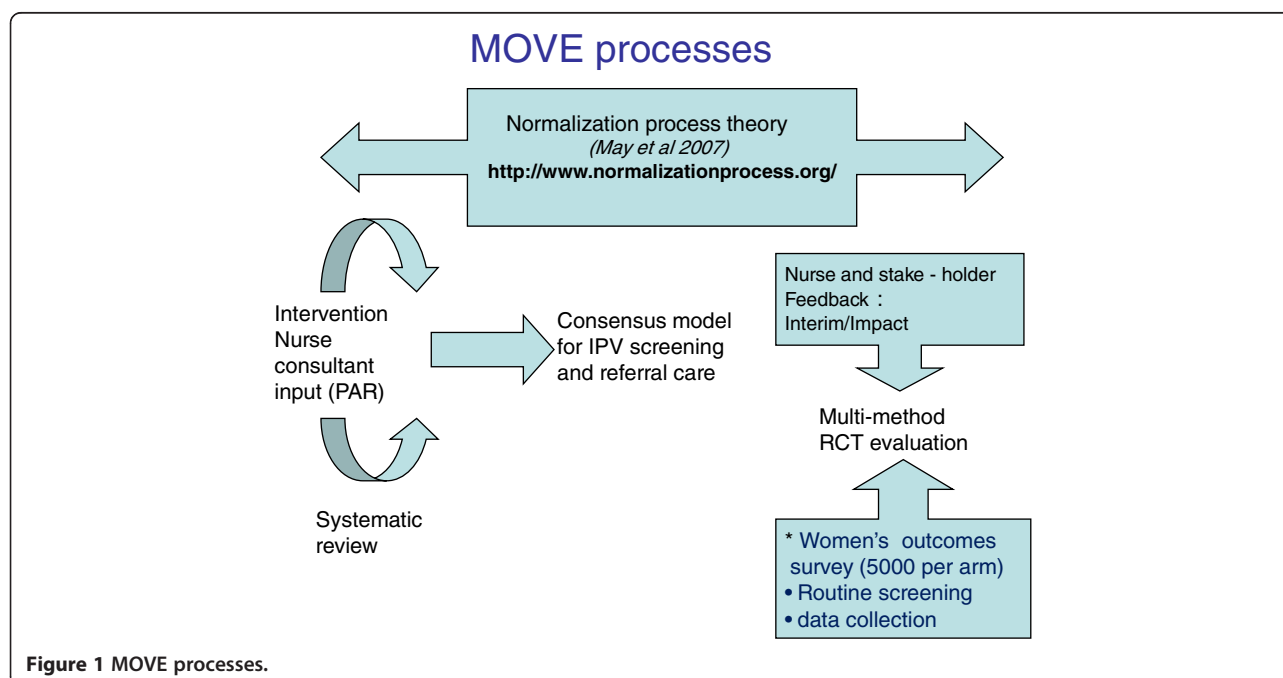 MOVE processes
Normalization process theory
(May et al 2007)
http://www.normalizationprocess.org/
Intervention
Nurse
consultant
input (PAR)
Systematic
review
Consensus model
for IPV screening
and referral care
Nurse and stake - holder
Feedback :
Interim/Impact
Multi-method
RCT evaluation
* Women's outcomes
survey (5000 per arm)
• Routine screening
• data collection
Figure 1 MOVE processes.